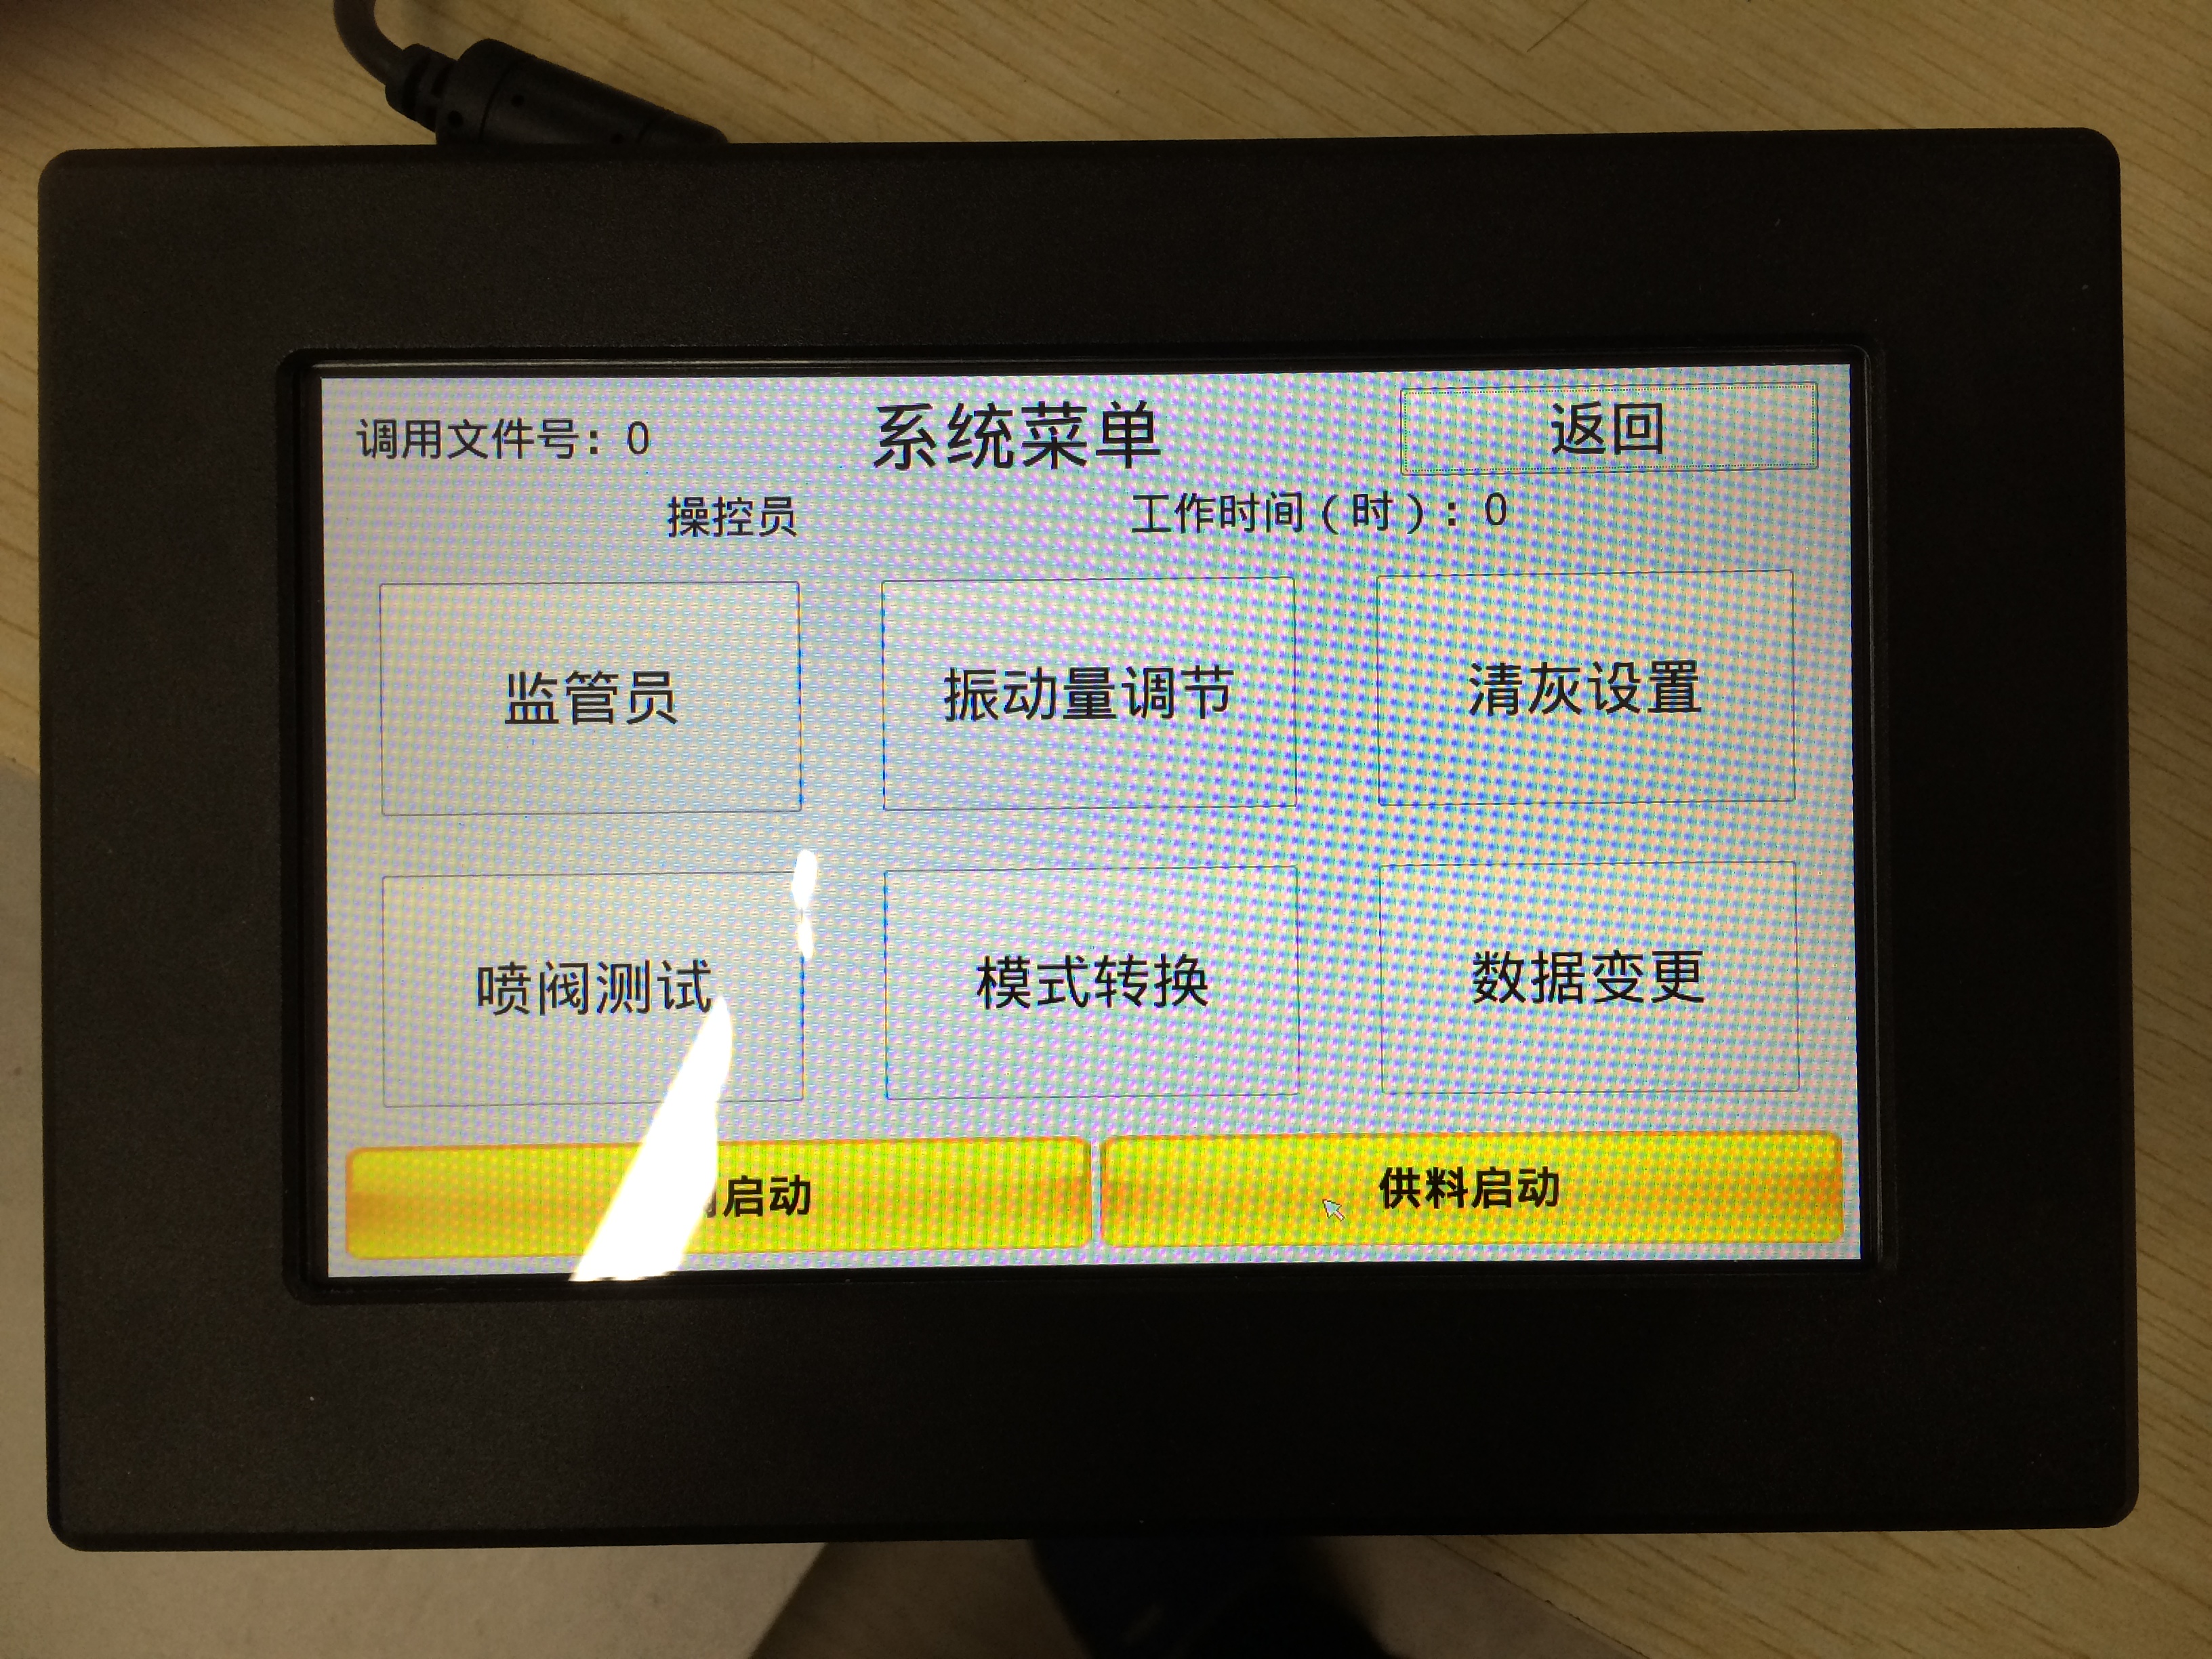 调用文件号：0
系统菜单
返回
操控员
工作时间（时）：0
监管员
振动量调节
清灰设置
喷阀测试
模式转换
数据变更
启动
供料启动